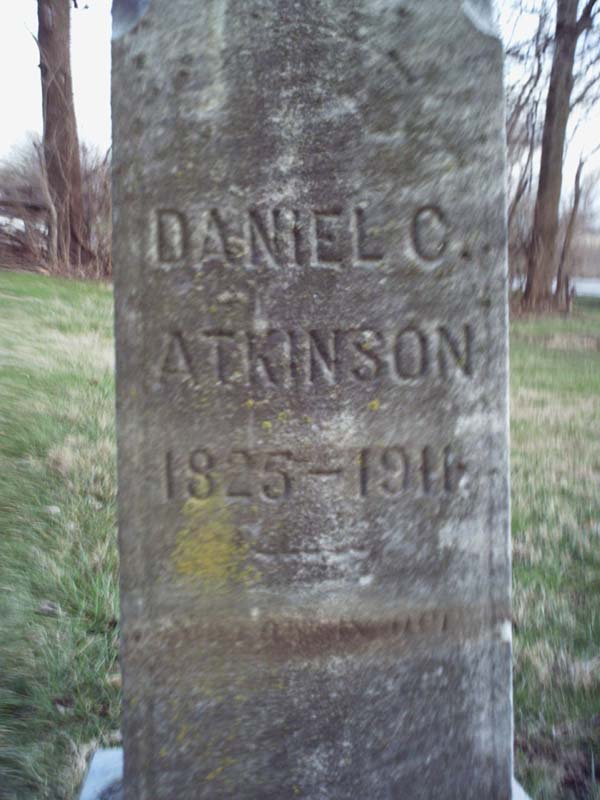 DANIEL C.
ATKINSON
1825-1911.